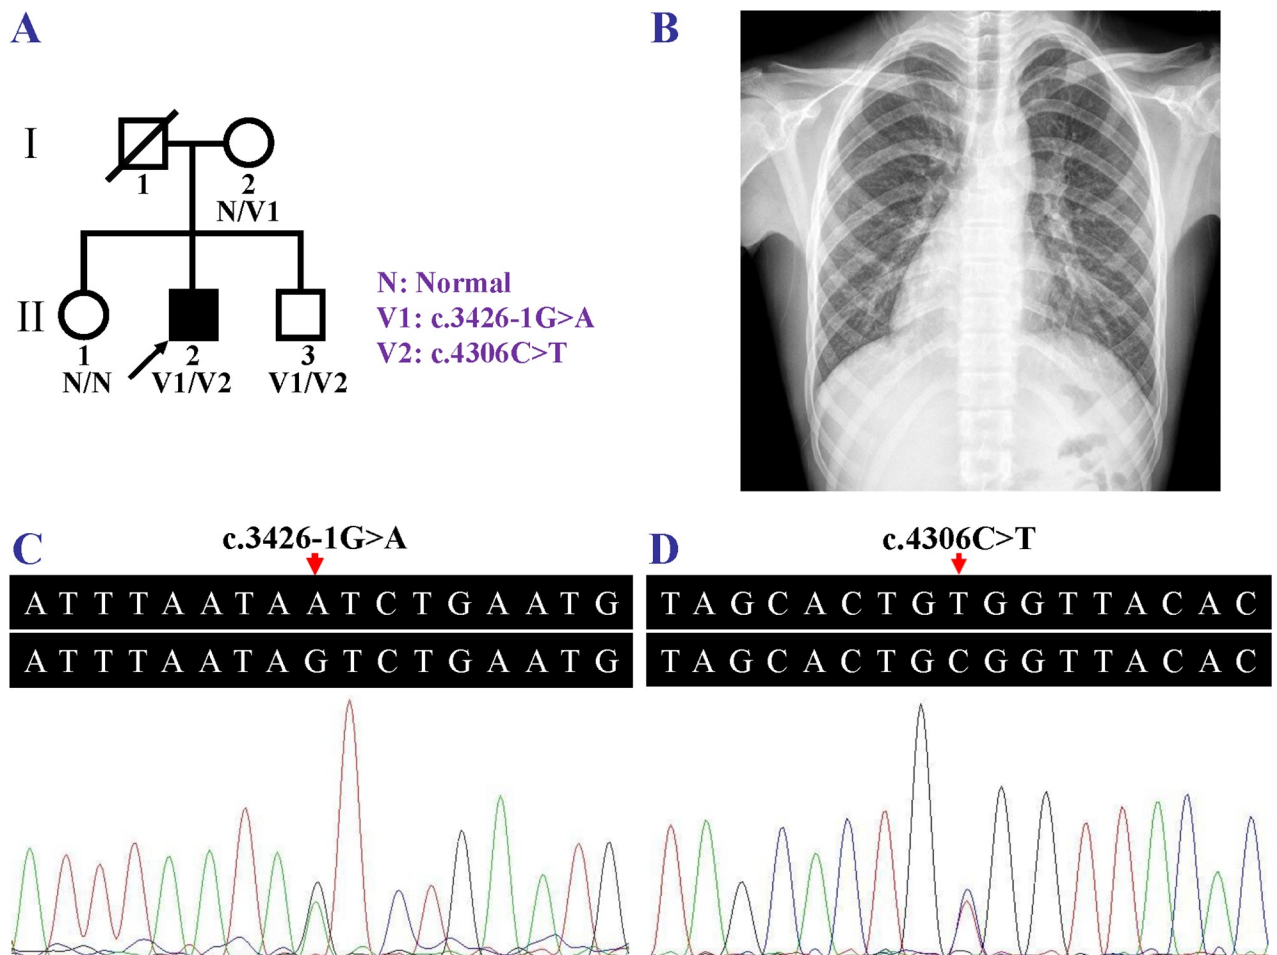 A
B
I
1
2
N/V1
II
1
2
3
N/N
V1/V2
V1/V2
N: Normal
V1: c.3426-1G>A
V2: c.4306C>T
C
c.3426-1G>A
A T T T A A T A A T C T G A A T G
A T T T A A T A G T C T G A A T G
D
c.4306C>T
T A G C A C T G T G G T T A C A C
T A G C A C T G C G G T T A C A C